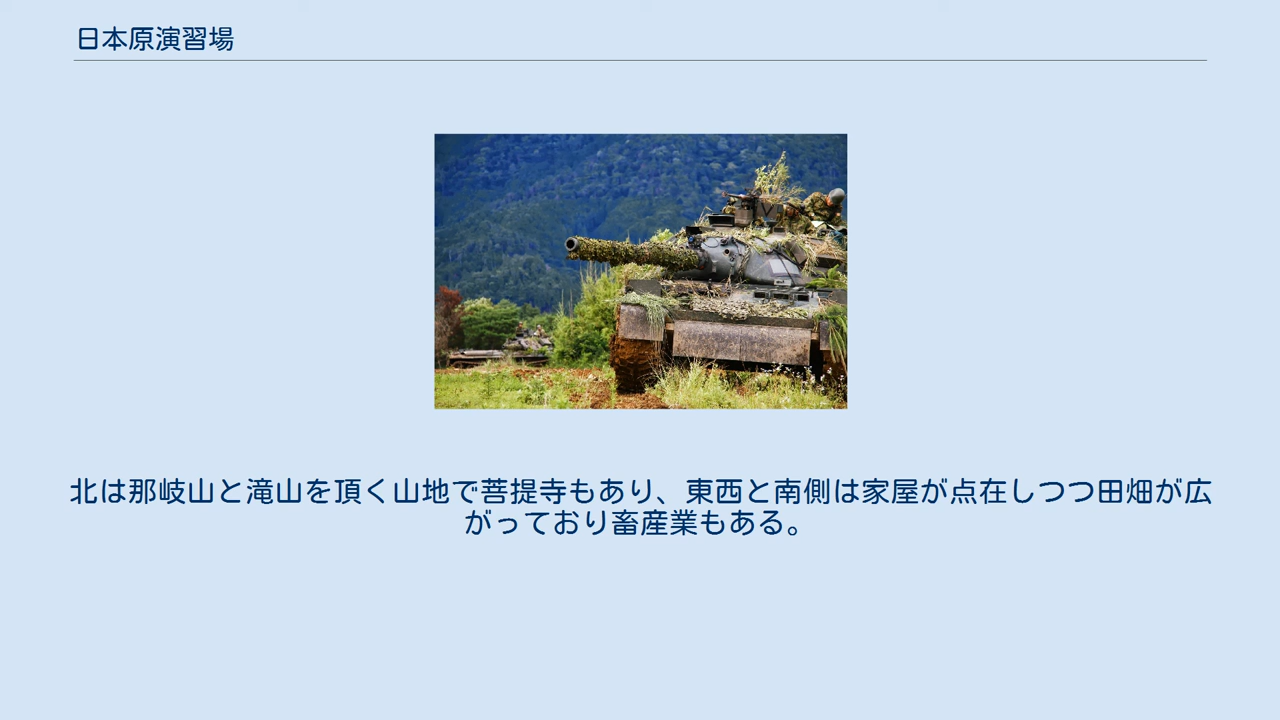 日本原演習場
北は那岐山と滝山を頂く山地で菩提寺もあり、東西と南側は家屋が点在しつつ田畑が広
がっており畜産業もある。